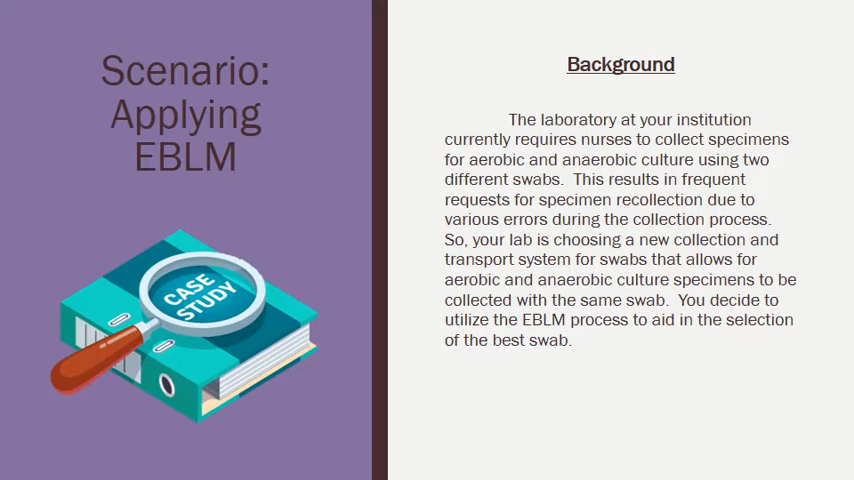 Scenario:
Applying
EBLM
CASE
STUDY
Background
The laboratory at your institution
currently requires nurses to collect specimens
for aerobic and anaerobic culture using two
different swabs.  This results in frequent
requests for specimen recollection due to
various errors during the collection process.
So, your lab is choosing a new collection and
transport system for swabs that allows for
aerobic and anaerobic culture specimens to be
collected with the same swab.  You decide to
utilize the EBLM process to aid in the selection
of the best swab.